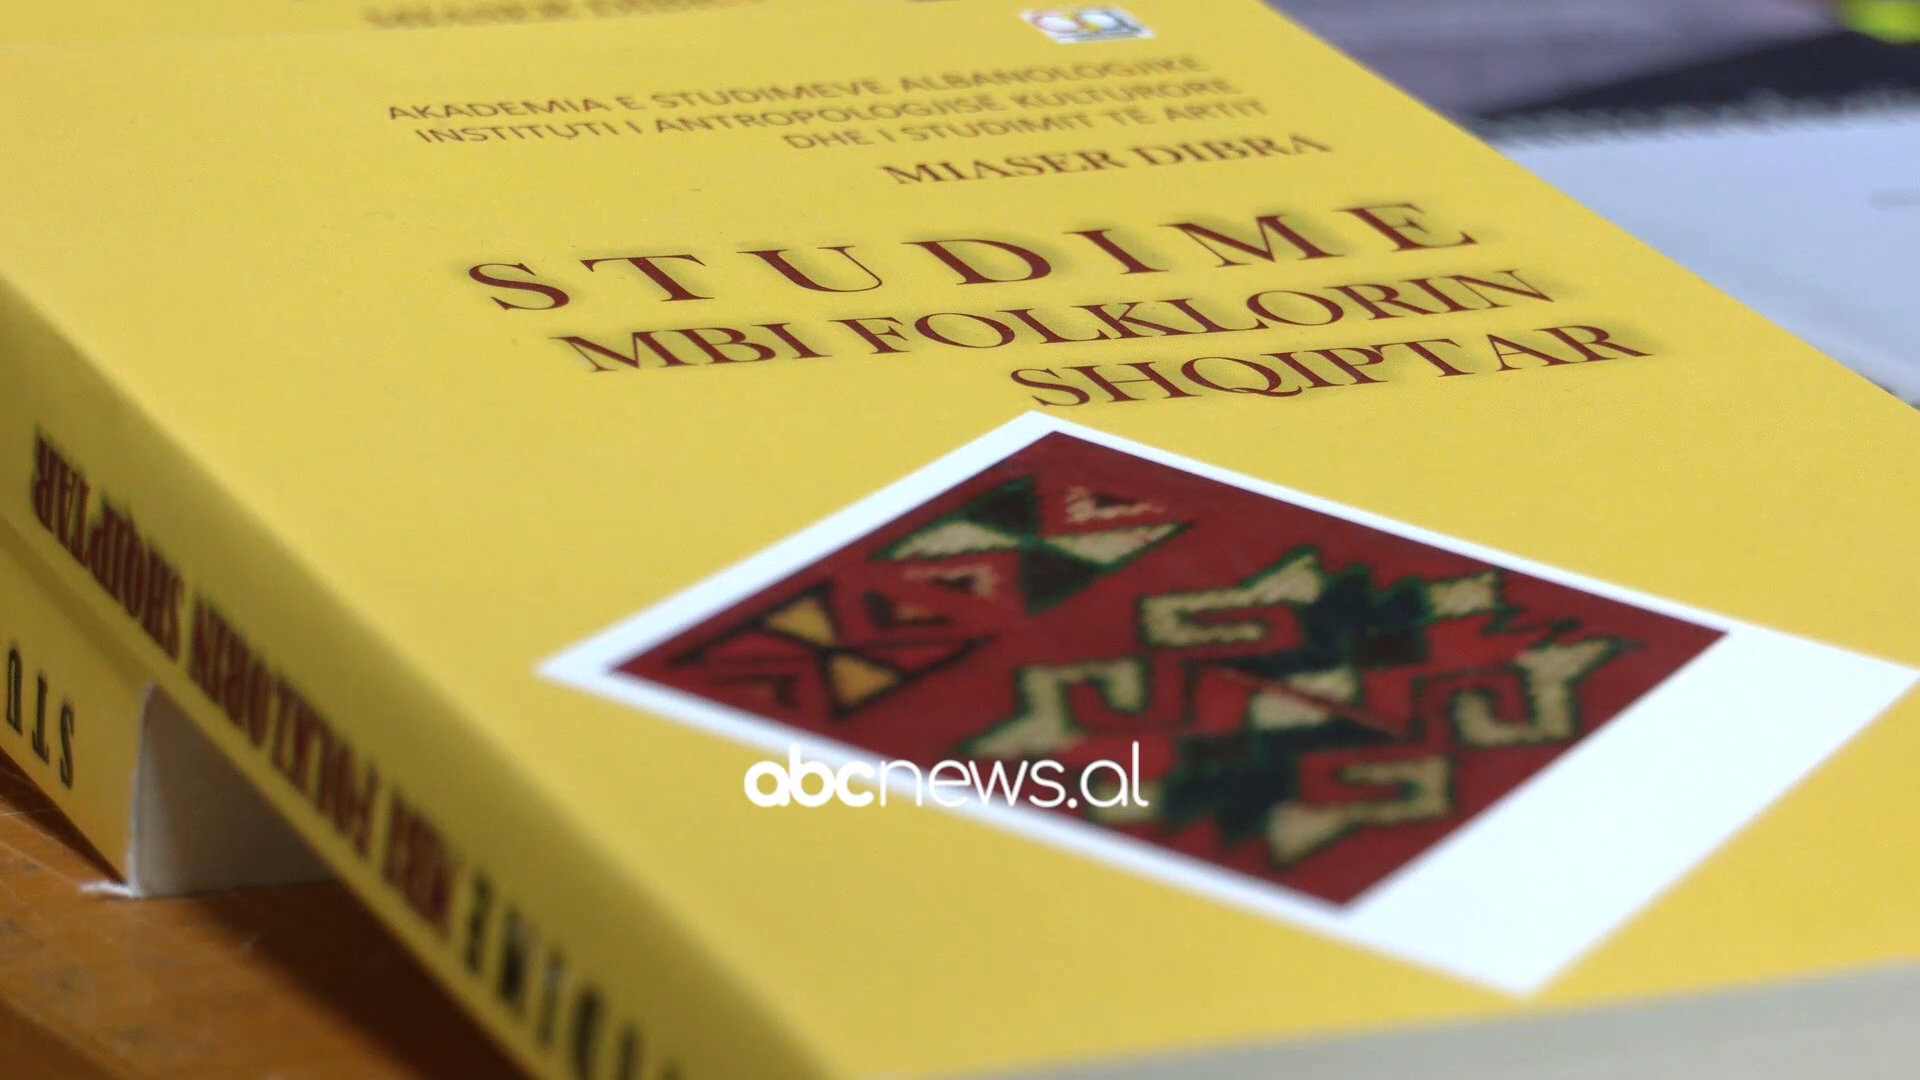 AKADEMIA E STUDIMEVE ALBANOLOGJIKE
INSTITUTI I ANTROPOLOGJISË KULTURORE
DHE I STUDIMIT TË ARTIT
MIASER DIBRA
STUDIME
MBI FOLKLORIN
SHQIPTAR
STUDIME MBI FOLKLORIN SHQIPTAR
STU
abcnews.al